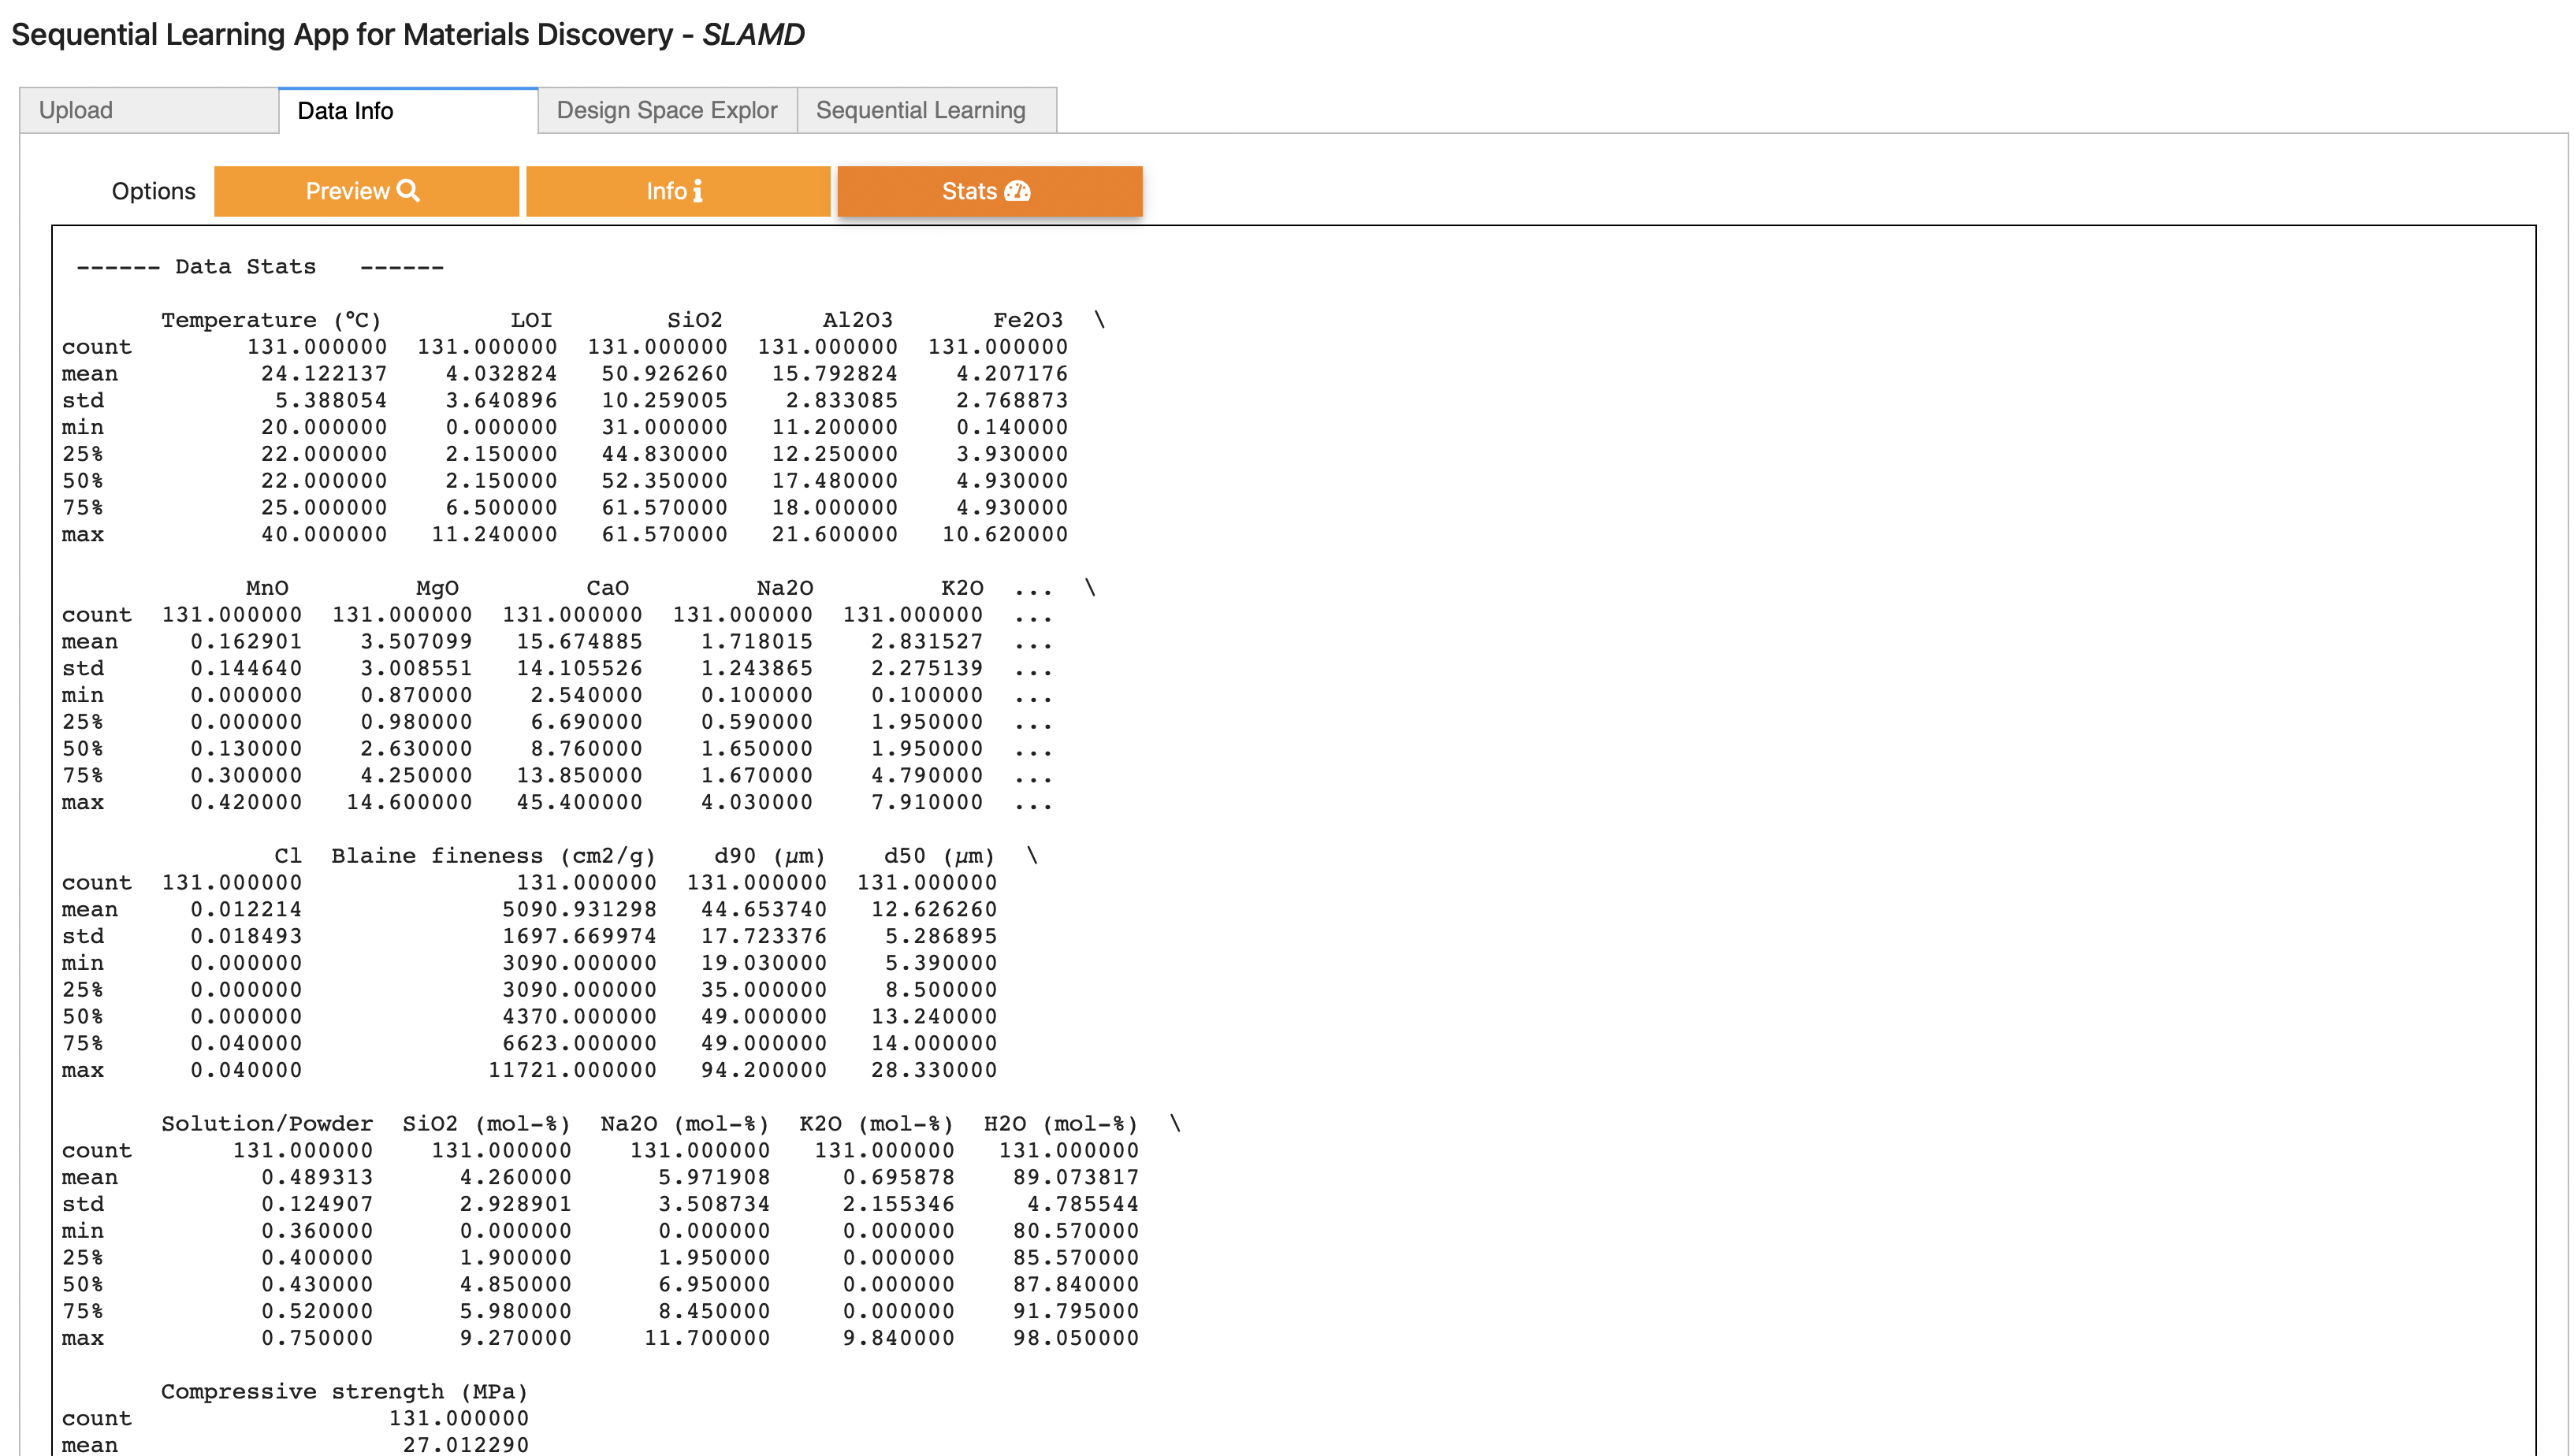 Sequential Learning App for Materials Discovery - SLAMD
Upload Data Info Design Space Explor Sequential Learning
Options Preview Info Stats
------ Data Stats   ------
Temperature (°C) LOI SiO2 Al2O3 Fe2O3 \
count 131.000000 131.000000 131.000000 131.000000 131.000000
mean 24.122137 4.032824 50.926260 15.792824 4.207176
std 5.388054 3.640896 10.259005 2.833085 2.768873
min 20.000000 0.000000 31.000000 11.200000 0.140000
25% 22.000000 2.150000 44.830000 12.250000 3.930000
50% 22.000000 2.150000 52.350000 17.480000 4.930000
75% 25.000000 6.500000 61.570000 18.000000 4.930000
max 40.000000 11.240000 61.570000 21.600000 10.620000
MnO MgO CaO Na2O K2O ... \
count 131.000000 131.000000 131.000000 131.000000 131.000000 ...
mean 0.162901 3.507099 15.674885 1.718015 2.831527 ...
std 0.144640 3.008551 14.105526 1.243865 2.275139 ...
min 0.000000 0.870000 2.540000 0.100000 0.100000 ...
25% 0.000000 0.980000 6.690000 0.590000 1.950000 ...
50% 0.130000 2.630000 8.760000 1.650000 1.950000 ...
75% 0.300000 4.250000 13.850000 1.670000 4.790000 ...
max 0.420000 14.600000 45.400000 4.030000 7.910000 ...
Cl Blaine fineness (cm2/g) d90 (µm) d50 (µm) \
count 131.000000 131.000000 131.000000 131.000000
mean 0.012214 5090.931298 44.653740 12.626260
std 0.018493 1697.669974 17.723376 5.286895
min 0.000000 3090.000000 19.030000 5.390000
25% 0.000000 3090.000000 35.000000 8.500000
50% 0.000000 4370.000000 49.000000 13.240000
75% 0.040000 6623.000000 49.000000 14.000000
max 0.040000 11721.000000 94.200000 28.330000
Solution/Powder SiO2 (mol-%) Na2O (mol-%) K2O (mol-%) H2O (mol-%) \
count 131.000000 131.000000 131.000000 131.000000 131.000000
mean 0.489313 4.260000 5.971908 0.695878 89.073817
std 0.124907 2.928901 3.508734 2.155346 4.785544
min 0.360000 0.000000 0.000000 0.000000 80.570000
25% 0.400000 1.900000 1.950000 0.000000 85.570000
50% 0.430000 4.850000 6.950000 0.000000 87.840000
75% 0.520000 5.980000 8.450000 0.000000 91.795000
max 0.750000 9.270000 11.700000 9.840000 98.050000
Compressive strength (MPa)
count 131.000000
mean 27.012290